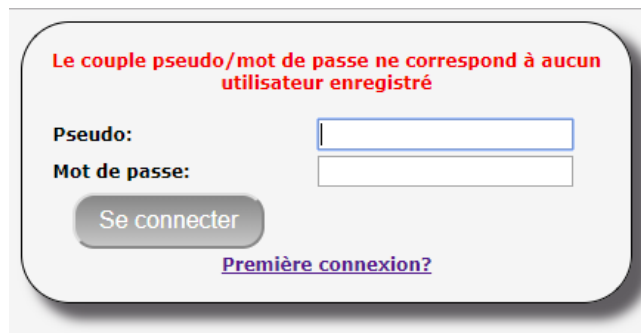 Le couple pseudo/mot de passe ne correspond à aucun
utilisateur enregistré
Pseudo:
Mot de passe:
Se connecter
Première connexion?